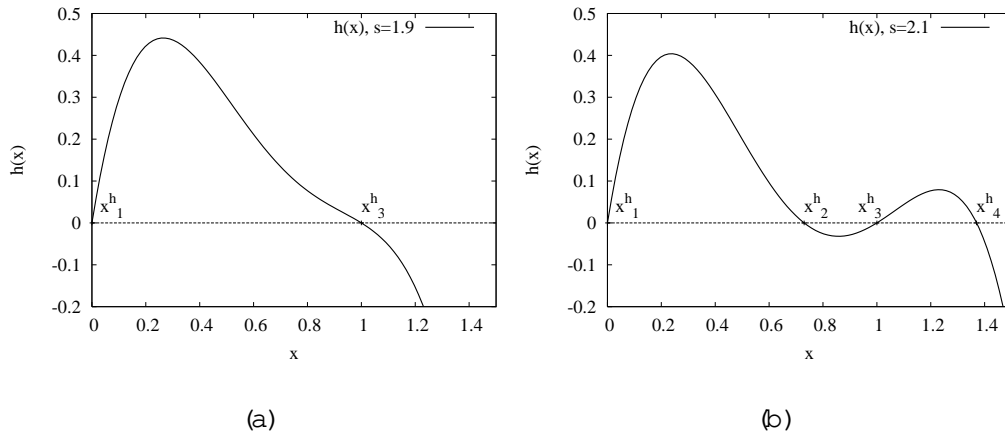 h(x), s=1.9
0.5
0.4
0.3
0.2
0.1
0
-0.1
-0.2
h(x)
x^h_1
x^h_3
0 0.2 0.4 0.6 0.8 1 1.2 1.4
x
(a)
h(x), s=2.1
0.5
0.4
0.3
0.2
0.1
0
-0.1
-0.2
h(x)
x^h_1
x^h_2
x^h_3
x^h_4
0 0.2 0.4 0.6 0.8 1 1.2 1.4
x
(b)